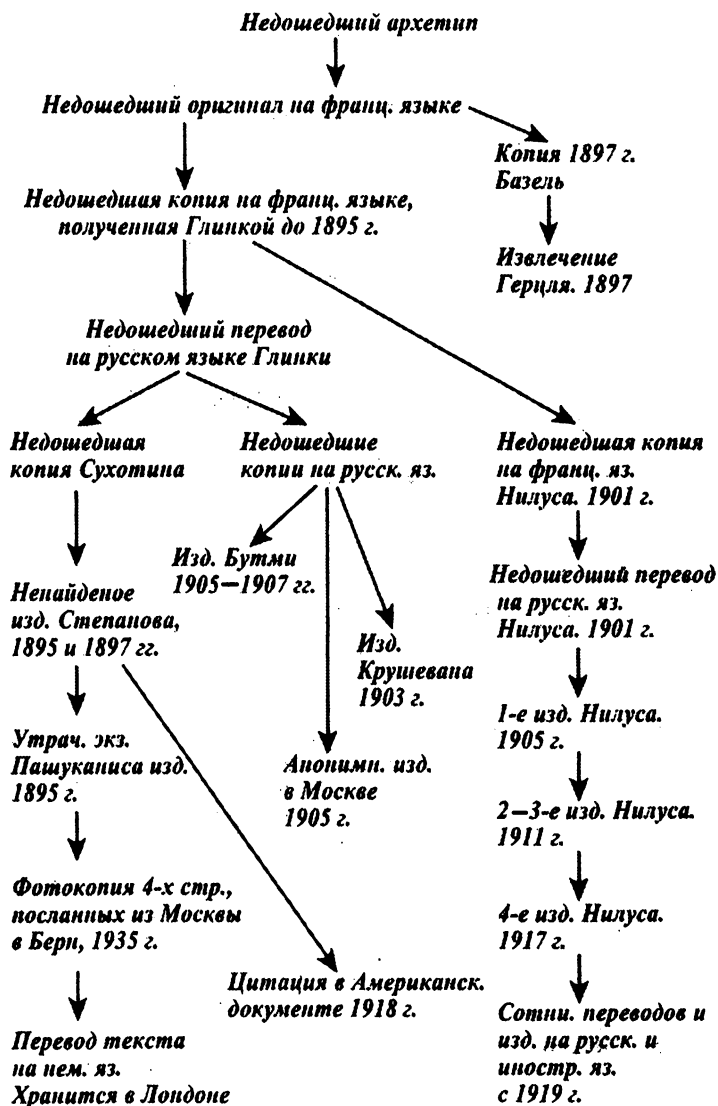 Недошедший архетип
Недошедший оригинал на франц. языке
Копия 1897 г.
Базель
Недошедшая копия на франц. языке,
полученная Глинкой до 1895 г.
Извлечение
Герцля. 1897
Недошедший перевод
на русском языке Глинки
Недошедшая
копия Сухотина
Недошедшие
копии на русск. яз.
Недошедшая копия
на франц. яз.
Нилуса. 1901 г.
Изд. Бутми
1905—1907 гг.
Недошедший перевод
на русск. яз.
Нилуса. 1901 г.
Ненайденое
изд. Степанова,
1895 и 1897 гг.
Изд.
Крушевана
1903 г.
1-е изд. Нилуса.
1905 г.
Утрач. экз.
Пашуканиса изд.
1895 г.
Анонимн. изд.
в Москве
1905 г.
2—3-е изд. Нилуса.
1911 г.
Фотокопия 4-х стр.,
посланных из Москвы
в Берн, 1935 г.
4-е изд. Нилуса.
1917 г.
Цитация в Американск.
документе 1918 г.
Перевод текста
на нем. яз.
Хранится в Лондоне
Сотни. переводов и
изд. на русск. и
иностр. яз.
с 1919 г.